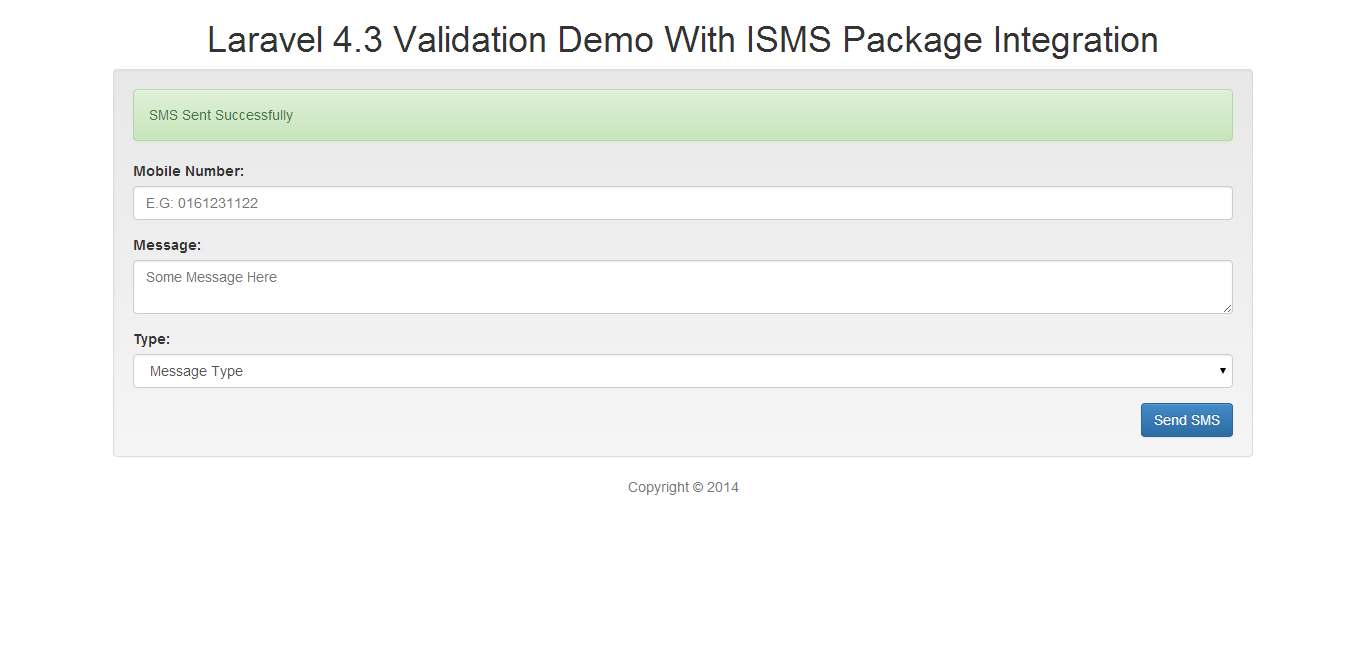 Laravel 4.3 Validation Demo With ISMS Package Integration
SMS Sent Successfully
Mobile Number:
E.G: 0161231122
Message:
Some Message Here
Type:
Message Type
Send SMS
Copyright © 2014